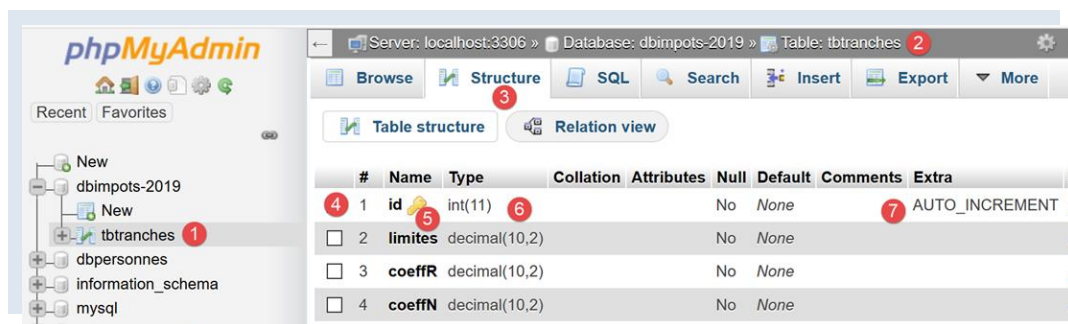 phpMyAdmin
Recent Favorites
New
dbimpots-2019
New
tbtranches 1
dbpersonnes
information_schema
mysql
Server: localhost:3306 » Database: dbimpots-2019 » Table: tbtranches 2
Browse Structure SQL Search Insert Export More
3
Table structure Relation view
# Name Type Collation Attributes Null Default Comments Extra
4 1 id 5 int(11) 6 No None 7 AUTO_INCREMENT
2 limites decimal(10,2) No None
3 coeffR decimal(10,2) No None
4 coeffN decimal(10,2) No None